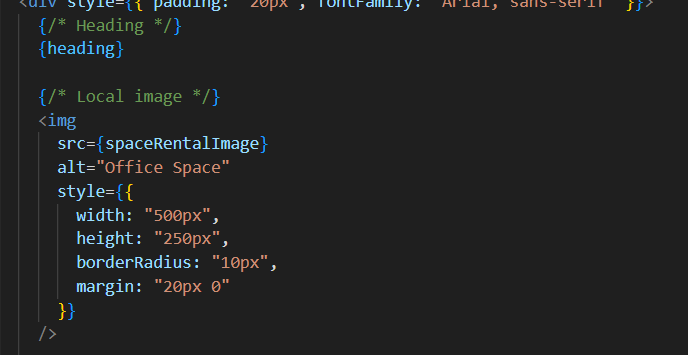 <div style={{ padding: "20px", fontFamily: "Arial, sans-serif" }}>
{/* Heading */}
{heading}
{/* Local image */}
<img
src={spaceRentalImage}
alt="Office Space"
style={{
width: "500px",
height: "250px",
borderRadius: "10px",
margin: "20px 0"
}}
/>